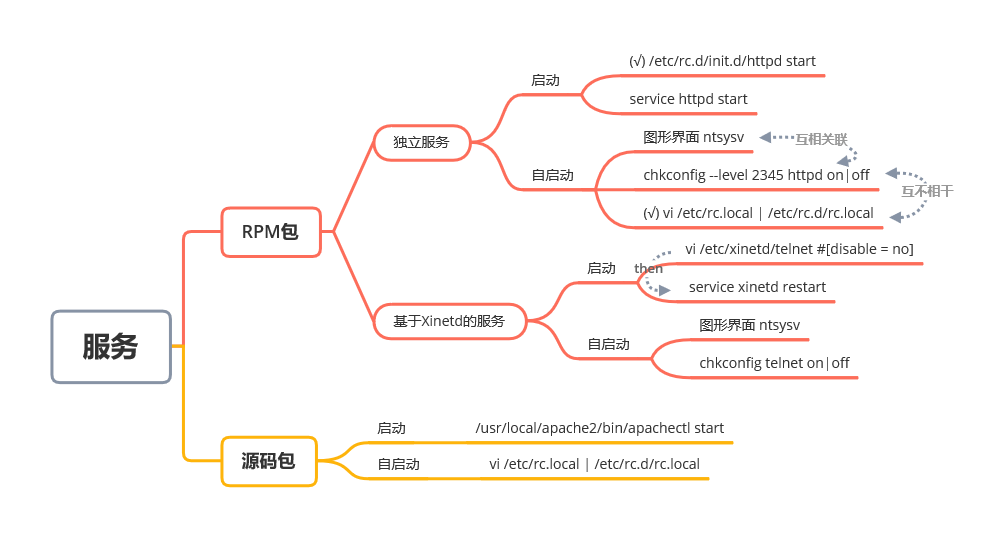 服务
RPM包
独立服务
启动
(√) /etc/rc.d/init.d/httpd start
service httpd start
自启动
图形界面 ntsysv
互相关联
chkconfig --level 2345 httpd on|off
互不相干
(√) vi /etc/rc.local | /etc/rc.d/rc.local
基于Xinetd的服务
启动
vi /etc/xinetd/telnet #[disable = no]
then
service xinetd restart
自启动
图形界面 ntsysv
chkconfig telnet on|off
源码包
启动
/usr/local/apache2/bin/apachectl start
自启动
vi /etc/rc.local | /etc/rc.d/rc.local